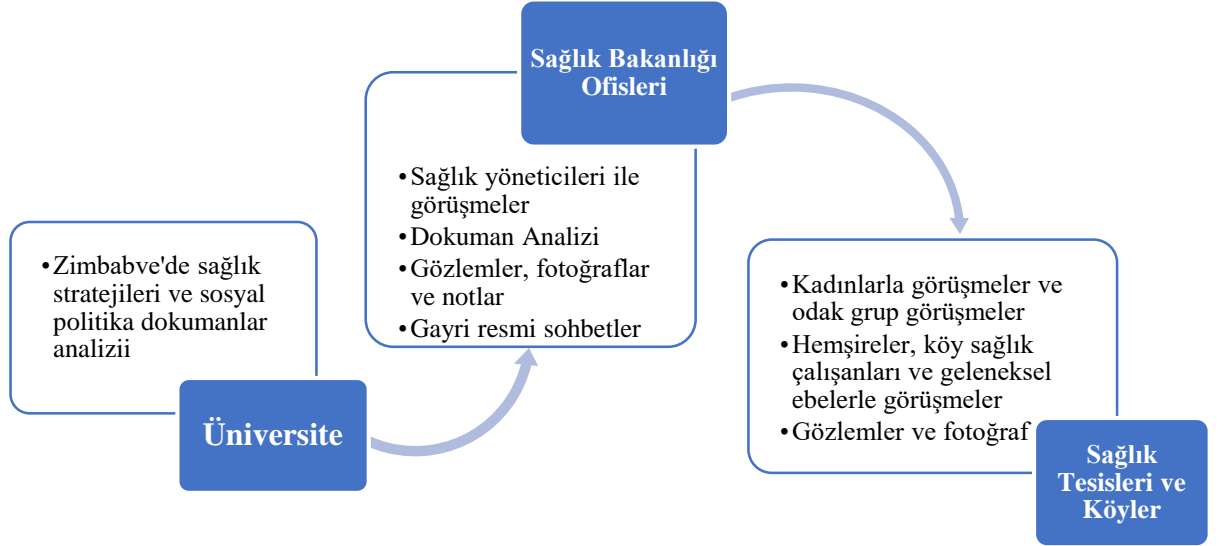 •Zimbabve'de sağlık
stratejileri ve sosyal
politika dokumanlar
analizii
Üniversite
Sağlık Bakanlığı
Ofisleri
•Sağlık yöneticileri ile
görüşmeler
•Dokuman Analizi
•Gözlemler, fotoğraflar
ve notlar
•Gayri resmi sohbetler
•Kadınlarla görüşmeler ve
odak grup görüşmeler
•Hemşireler, köy sağlık
çalışanları ve geleneksel
ebelerle görüşmeler
•Gözlemler ve fotoğraf
Sağlık
Tesisleri ve
Köyler